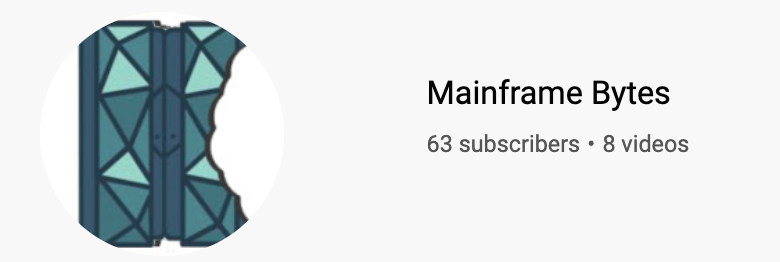 Mainframe Bytes
63 subscribers • 8 videos